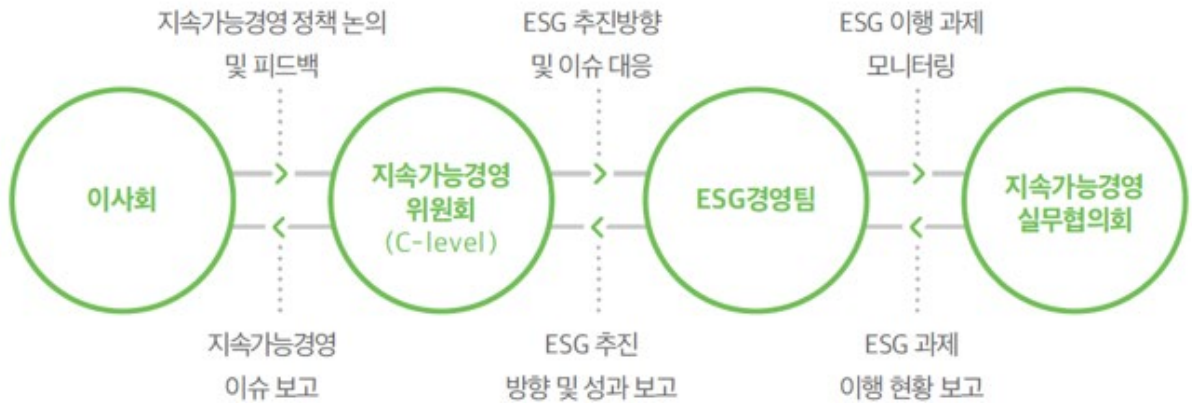 지속가능경영 정책 논의
및 피드백
ESG 추진방향
및 이슈 대응
ESG 이행 과제
모니터링
이사회
지속가능경영
위원회
(C-level)
ESG경영팀
지속가능경영
실무협의회
지속가능경영
이슈 보고
ESG 추진
방향 및 성과 보고
ESG 과제
이행 현황 보고